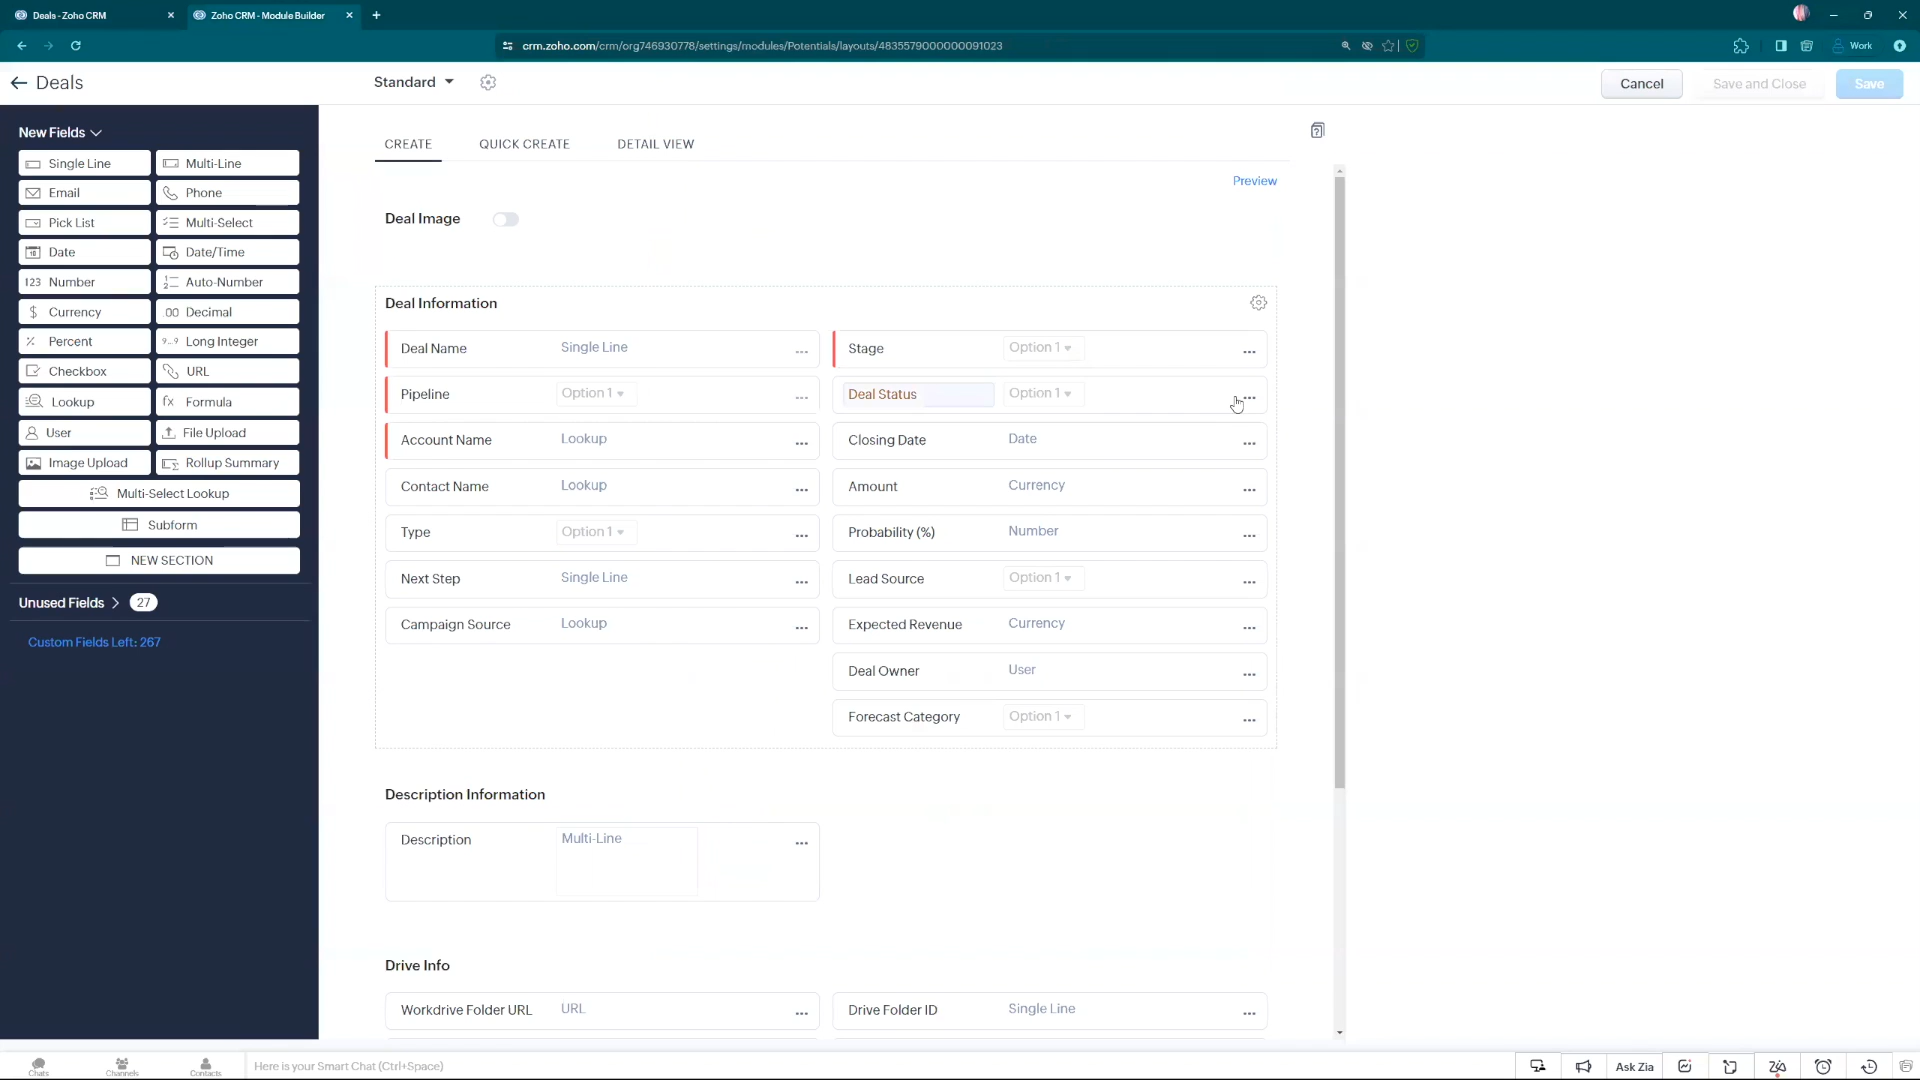 Deals - Zoho CRM
Zoho CRM - Module Builder
crm.zoho.com/crm/org746930778/settings/modules/Potentials/layouts/4835579000000091023
Work
Deals
Standard
Cancel
Save and Close
Save
New Fields
Single Line
Multi-Line
Email
Phone
Pick List
Multi-Select
Date
Date/Time
123 Number
Auto-Number
$ Currency
.00 Decimal
% Percent
9..9 Long Integer
Checkbox
URL
Lookup
fx Formula
User
File Upload
Image Upload
Rollup Summary
Multi-Select Lookup
Subform
NEW SECTION
Unused Fields > 27
Custom Fields Left: 267
CREATE
QUICK CREATE
DETAIL VIEW
Preview
Deal Image
Deal Information
Deal Name Single Line ...
Stage Option 1 ...
Pipeline Option 1 ...
Deal Status Option 1 ...
Account Name Lookup ...
Closing Date Date ...
Contact Name Lookup ...
Amount Currency ...
Type Option 1 ...
Probability (%) Number ...
Next Step Single Line ...
Lead Source Option 1 ...
Campaign Source Lookup ...
Expected Revenue Currency ...
Deal Owner User ...
Forecast Category Option 1 ...
Description Information
Description Multi-Line ...
Drive Info
Workdrive Folder URL URL ...
Drive Folder ID Single Line ...
Chats
Channels
Contacts
Here is your Smart Chat (Ctrl+Space)
Ask Zia